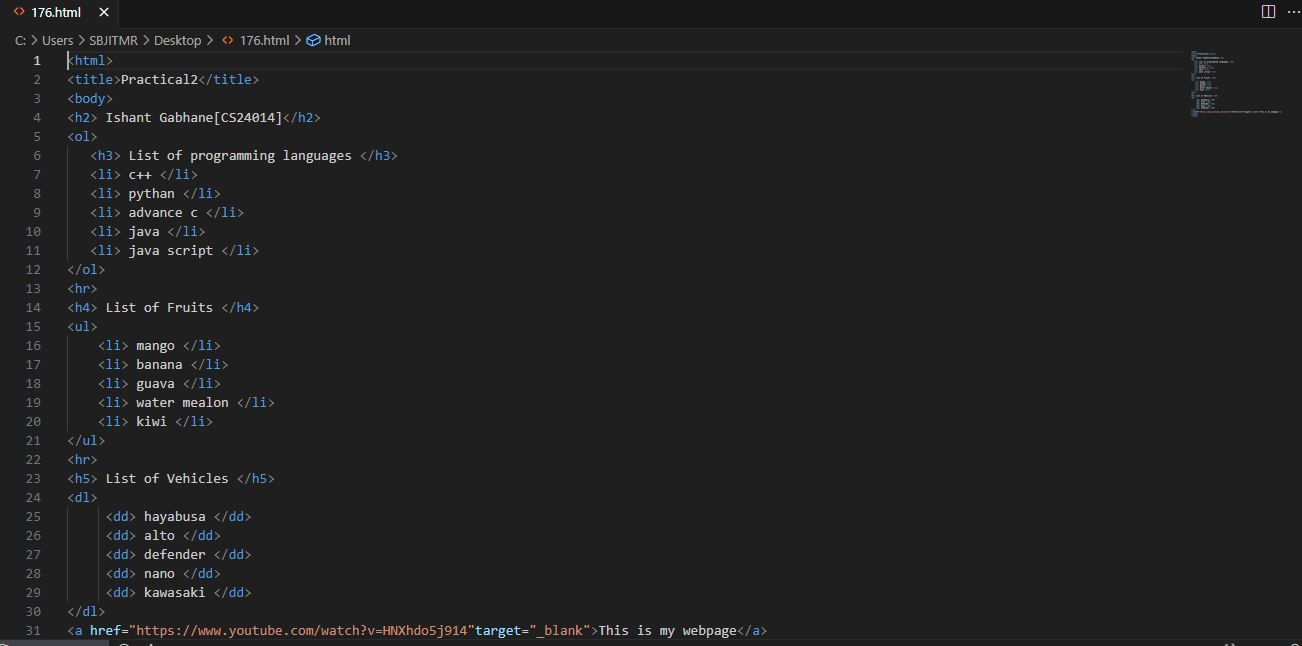 176.html
C: > Users > SBJITMR > Desktop > 176.html > html
1 <html>
2 <title>Practical2</title>
3 <body>
4 <h2> Ishant Gabhane[CS24014]</h2>
5 <ol>
6    <h3> List of programming languages </h3>
7    <li> c++ </li>
8    <li> pythan </li>
9    <li> advance c </li>
10    <li> java </li>
11    <li> java script </li>
12 </ol>
13 <hr>
14 <h4> List of Fruits </h4>
15 <ul>
16     <li> mango </li>
17     <li> banana </li>
18     <li> guava </li>
19     <li> water mealon </li>
20     <li> kiwi </li>
21 </ul>
22 <hr>
23 <h5> List of Vehicles </h5>
24 <dl>
25      <dd> hayabusa </dd>
26      <dd> alto </dd>
27      <dd> defender </dd>
28      <dd> nano </dd>
29      <dd> kawasaki </dd>
30 </dl>
31 <a href="https://www.youtube.com/watch?v=HNXhdo5j914"target="_blank">This is my webpage</a>